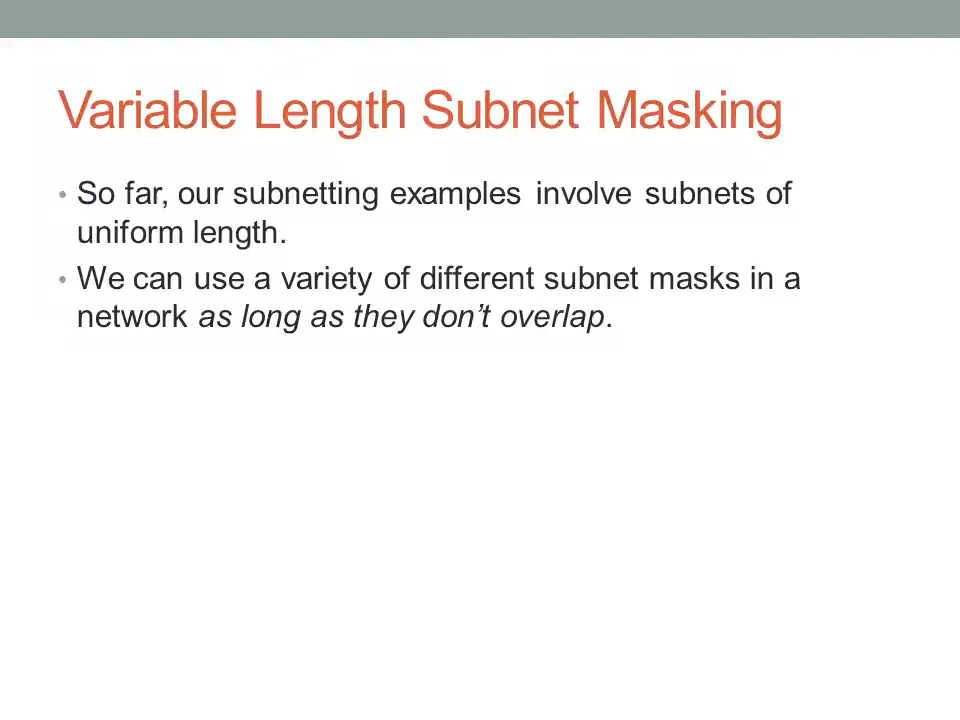 Variable Length Subnet Masking
• So far, our subnetting examples involve subnets of
uniform length.
• We can use a variety of different subnet masks in a
network as long as they don’t overlap.